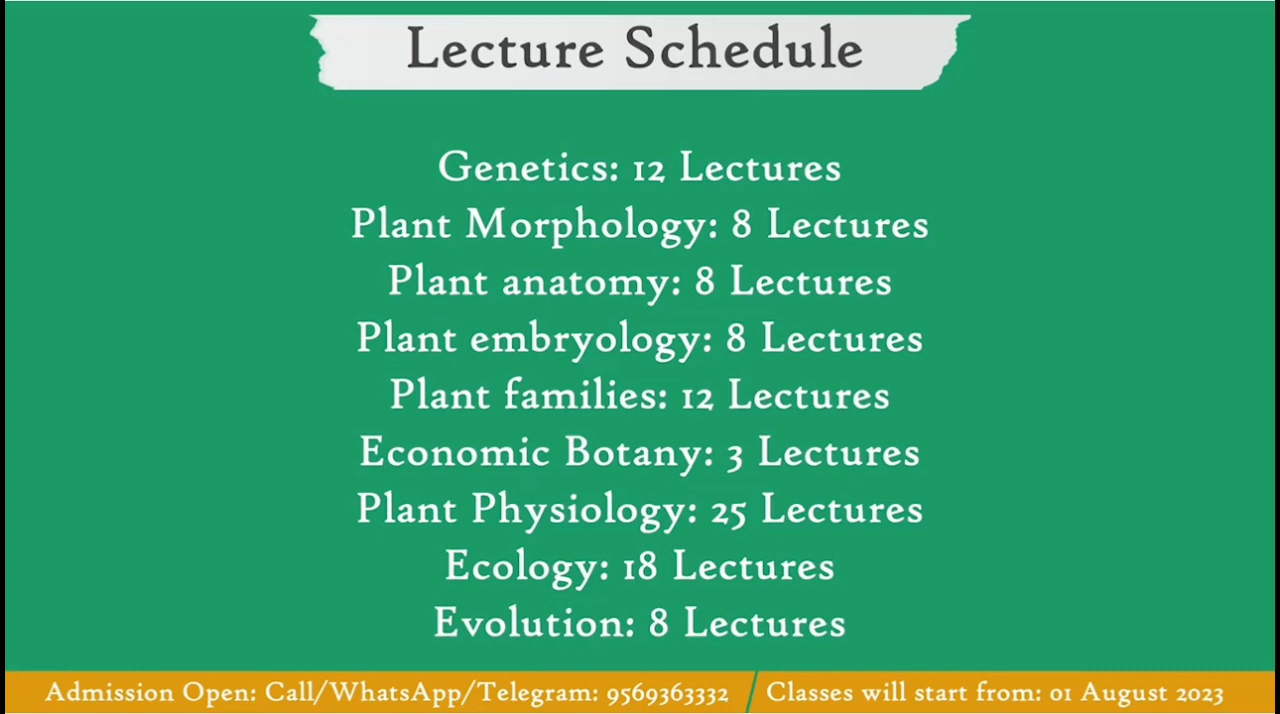 Lecture Schedule
Genetics: 12 Lectures
Plant Morphology: 8 Lectures
Plant anatomy: 8 Lectures
Plant embryology: 8 Lectures
Plant families: 12 Lectures
Economic Botany: 3 Lectures
Plant Physiology: 25 Lectures
Ecology: 18 Lectures
Evolution: 8 Lectures
Admission Open: Call/WhatsApp/Telegram: 9569363332
Classes will start from: 01 August 2023